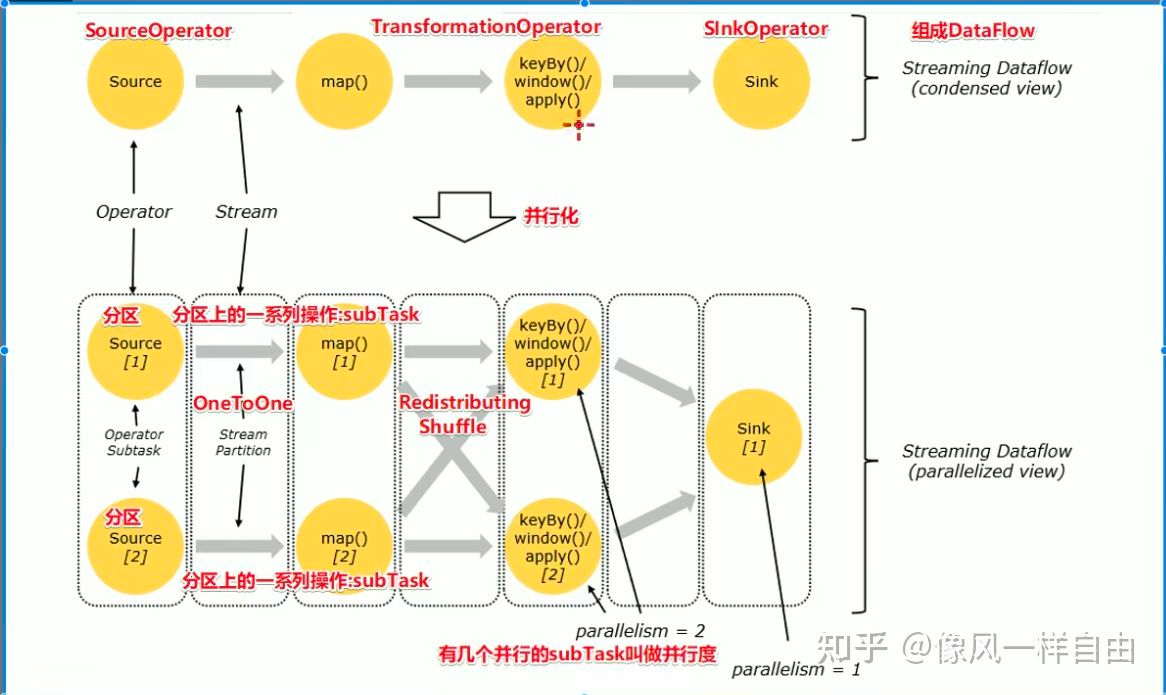 SourceOperator
TransformationOperator
SInkOperator
组成DataFlow
Source
map()
keyBy()/
window()/
apply()
Sink
Streaming Dataflow
(condensed view)
Operator
Stream
并行化
分区
分区上的一系列操作:subTask
Source
[1]
map()
[1]
keyBy()/
window()/
apply()
[1]
OneToOne
Redistributing
Shuffle
Operator
Subtask
Stream
Partition
Sink
[1]
Streaming Dataflow
(parallelized view)
分区
Source
[2]
map()
[2]
keyBy()/
window()/
apply()
[2]
分区上的一系列操作:subTask
parallelism = 2
有几个并行的subTask叫做并行度
parallelism = 1
知乎 @像风一样自由